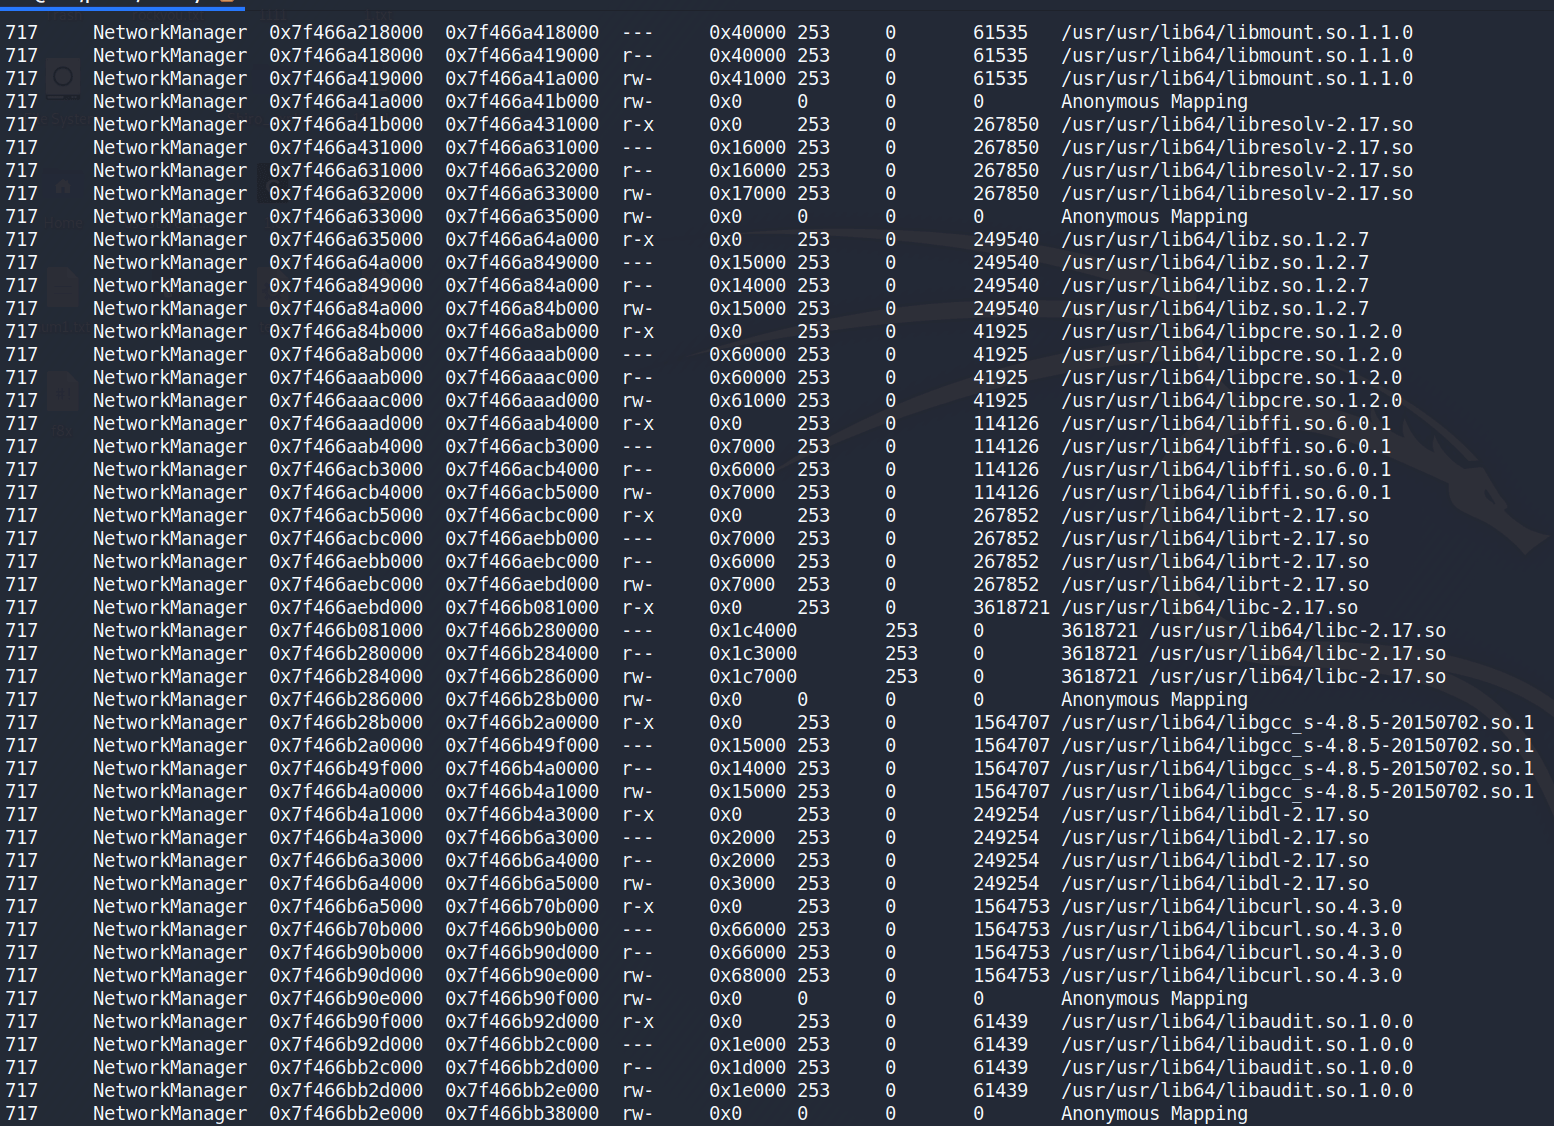 717 NetworkManager 0x7f466a218000 0x7f466a418000 --- 0x40000 253 0 61535 /usr/usr/lib64/libmount.so.1.1.0
717 NetworkManager 0x7f466a418000 0x7f466a419000 r-- 0x40000 253 0 61535 /usr/usr/lib64/libmount.so.1.1.0
717 NetworkManager 0x7f466a419000 0x7f466a41a000 rw- 0x41000 253 0 61535 /usr/usr/lib64/libmount.so.1.1.0
717 NetworkManager 0x7f466a41a000 0x7f466a41b000 rw- 0x0 0 0 0 Anonymous Mapping
717 NetworkManager 0x7f466a41b000 0x7f466a431000 r-x 0x0 253 0 267850 /usr/usr/lib64/libresolv-2.17.so
717 NetworkManager 0x7f466a431000 0x7f466a631000 --- 0x16000 253 0 267850 /usr/usr/lib64/libresolv-2.17.so
717 NetworkManager 0x7f466a631000 0x7f466a632000 r-- 0x16000 253 0 267850 /usr/usr/lib64/libresolv-2.17.so
717 NetworkManager 0x7f466a632000 0x7f466a633000 rw- 0x17000 253 0 267850 /usr/usr/lib64/libresolv-2.17.so
717 NetworkManager 0x7f466a633000 0x7f466a635000 rw- 0x0 0 0 0 Anonymous Mapping
717 NetworkManager 0x7f466a635000 0x7f466a64a000 r-x 0x0 253 0 249540 /usr/usr/lib64/libz.so.1.2.7
717 NetworkManager 0x7f466a64a000 0x7f466a849000 --- 0x15000 253 0 249540 /usr/usr/lib64/libz.so.1.2.7
717 NetworkManager 0x7f466a849000 0x7f466a84a000 r-- 0x14000 253 0 249540 /usr/usr/lib64/libz.so.1.2.7
717 NetworkManager 0x7f466a84a000 0x7f466a84b000 rw- 0x15000 253 0 249540 /usr/usr/lib64/libz.so.1.2.7
717 NetworkManager 0x7f466a84b000 0x7f466a8ab000 r-x 0x0 253 0 41925 /usr/usr/lib64/libpcre.so.1.2.0
717 NetworkManager 0x7f466a8ab000 0x7f466aaab000 --- 0x60000 253 0 41925 /usr/usr/lib64/libpcre.so.1.2.0
717 NetworkManager 0x7f466aaab000 0x7f466aaac000 r-- 0x60000 253 0 41925 /usr/usr/lib64/libpcre.so.1.2.0
717 NetworkManager 0x7f466aaac000 0x7f466aaad000 rw- 0x61000 253 0 41925 /usr/usr/lib64/libpcre.so.1.2.0
717 NetworkManager 0x7f466aaad000 0x7f466aab4000 r-x 0x0 253 0 114126 /usr/usr/lib64/libffi.so.6.0.1
717 NetworkManager 0x7f466aab4000 0x7f466acb3000 --- 0x7000 253 0 114126 /usr/usr/lib64/libffi.so.6.0.1
717 NetworkManager 0x7f466acb3000 0x7f466acb4000 r-- 0x6000 253 0 114126 /usr/usr/lib64/libffi.so.6.0.1
717 NetworkManager 0x7f466acb4000 0x7f466acb5000 rw- 0x7000 253 0 114126 /usr/usr/lib64/libffi.so.6.0.1
717 NetworkManager 0x7f466acb5000 0x7f466acbc000 r-x 0x0 253 0 267852 /usr/usr/lib64/librt-2.17.so
717 NetworkManager 0x7f466acbc000 0x7f466aebb000 --- 0x7000 253 0 267852 /usr/usr/lib64/librt-2.17.so
717 NetworkManager 0x7f466aebb000 0x7f466aebc000 r-- 0x6000 253 0 267852 /usr/usr/lib64/librt-2.17.so
717 NetworkManager 0x7f466aebc000 0x7f466aebd000 rw- 0x7000 253 0 267852 /usr/usr/lib64/librt-2.17.so
717 NetworkManager 0x7f466aebd000 0x7f466b081000 r-x 0x0 253 0 3618721 /usr/usr/lib64/libc-2.17.so
717 NetworkManager 0x7f466b081000 0x7f466b280000 --- 0x1c4000 253 0 3618721 /usr/usr/lib64/libc-2.17.so
717 NetworkManager 0x7f466b280000 0x7f466b284000 r-- 0x1c3000 253 0 3618721 /usr/usr/lib64/libc-2.17.so
717 NetworkManager 0x7f466b284000 0x7f466b286000 rw- 0x1c7000 253 0 3618721 /usr/usr/lib64/libc-2.17.so
717 NetworkManager 0x7f466b286000 0x7f466b28b000 rw- 0x0 0 0 0 Anonymous Mapping
717 NetworkManager 0x7f466b28b000 0x7f466b2a0000 r-x 0x0 253 0 1564707 /usr/usr/lib64/libgcc_s-4.8.5-20150702.so.1
717 NetworkManager 0x7f466b2a0000 0x7f466b49f000 --- 0x15000 253 0 1564707 /usr/usr/lib64/libgcc_s-4.8.5-20150702.so.1
717 NetworkManager 0x7f466b49f000 0x7f466b4a0000 r-- 0x14000 253 0 1564707 /usr/usr/lib64/libgcc_s-4.8.5-20150702.so.1
717 NetworkManager 0x7f466b4a0000 0x7f466b4a1000 rw- 0x15000 253 0 1564707 /usr/usr/lib64/libgcc_s-4.8.5-20150702.so.1
717 NetworkManager 0x7f466b4a1000 0x7f466b4a3000 r-x 0x0 253 0 249254 /usr/usr/lib64/libdl-2.17.so
717 NetworkManager 0x7f466b4a3000 0x7f466b6a3000 --- 0x2000 253 0 249254 /usr/usr/lib64/libdl-2.17.so
717 NetworkManager 0x7f466b6a3000 0x7f466b6a4000 r-- 0x2000 253 0 249254 /usr/usr/lib64/libdl-2.17.so
717 NetworkManager 0x7f466b6a4000 0x7f466b6a5000 rw- 0x3000 253 0 249254 /usr/usr/lib64/libdl-2.17.so
717 NetworkManager 0x7f466b6a5000 0x7f466b70b000 r-x 0x0 253 0 1564753 /usr/usr/lib64/libcurl.so.4.3.0
717 NetworkManager 0x7f466b70b000 0x7f466b90b000 --- 0x66000 253 0 1564753 /usr/usr/lib64/libcurl.so.4.3.0
717 NetworkManager 0x7f466b90b000 0x7f466b90d000 r-- 0x66000 253 0 1564753 /usr/usr/lib64/libcurl.so.4.3.0
717 NetworkManager 0x7f466b90d000 0x7f466b90e000 rw- 0x68000 253 0 1564753 /usr/usr/lib64/libcurl.so.4.3.0
717 NetworkManager 0x7f466b90e000 0x7f466b90f000 rw- 0x0 0 0 0 Anonymous Mapping
717 NetworkManager 0x7f466b90f000 0x7f466b92d000 r-x 0x0 253 0 61439 /usr/usr/lib64/libaudit.so.1.0.0
717 NetworkManager 0x7f466b92d000 0x7f466bb2c000 --- 0x1e000 253 0 61439 /usr/usr/lib64/libaudit.so.1.0.0
717 NetworkManager 0x7f466bb2c000 0x7f466bb2d000 r-- 0x1d000 253 0 61439 /usr/usr/lib64/libaudit.so.1.0.0
717 NetworkManager 0x7f466bb2d000 0x7f466bb2e000 rw- 0x1e000 253 0 61439 /usr/usr/lib64/libaudit.so.1.0.0
717 NetworkManager 0x7f466bb2e000 0x7f466bb38000 rw- 0x0 0 0 0 Anonymous Mapping